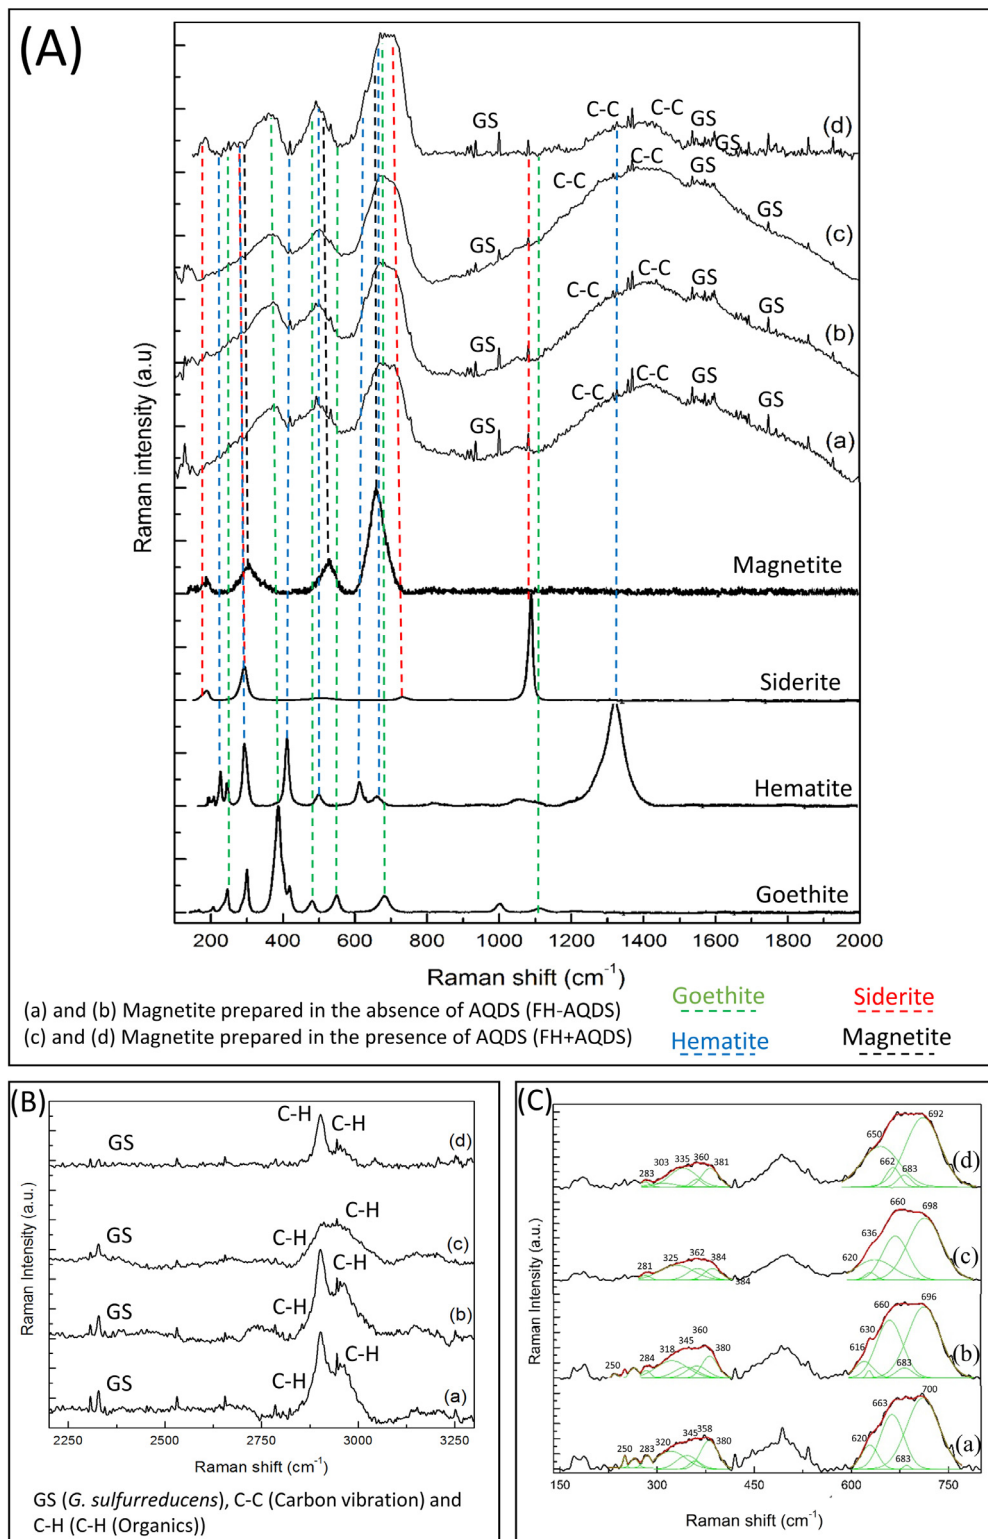 (A)
C-C
C-C
GS
GS
GS
(d)
C-C
C-C
GS
GS
GS
(c)
C-C
C-C
GS
GS
GS
(b)
C-C
C-C
GS
GS
GS
(a)
Magnetite
Siderite
Hematite
Goethite
Raman intensity (a.u)
200 400 600 800 1000 1200 1400 1600 1800 2000
Raman shift (cm⁻¹)
(a) and (b) Magnetite prepared in the absence of AQDS (FH-AQDS)
(c) and (d) Magnetite prepared in the presence of AQDS (FH+AQDS)
Goethite Siderite
Hematite Magnetite
(B)
C-H
C-H
GS
(d)
C-H
C-H
GS
(c)
C-H
C-H
GS
(b)
C-H
C-H
GS
(a)
Raman Intensity (a.u.)
2250 2500 2750 3000 3250
Raman shift (cm⁻¹)
GS (G. sulfurreducens), C-C (Carbon vibration) and
C-H (C-H (Organics))
(C)
283 303 335 360 381 650 662 683 692
(d)
281 325 362 384 384 620 636 660 698
(c)
250 284 318 345 360 380 616 630 660 683 696
(b)
250 283 320 345 358 380 620 663 683 700
(a)
Raman Intensity (a.u.)
150 300 450 600 750
Raman shift (cm⁻¹)